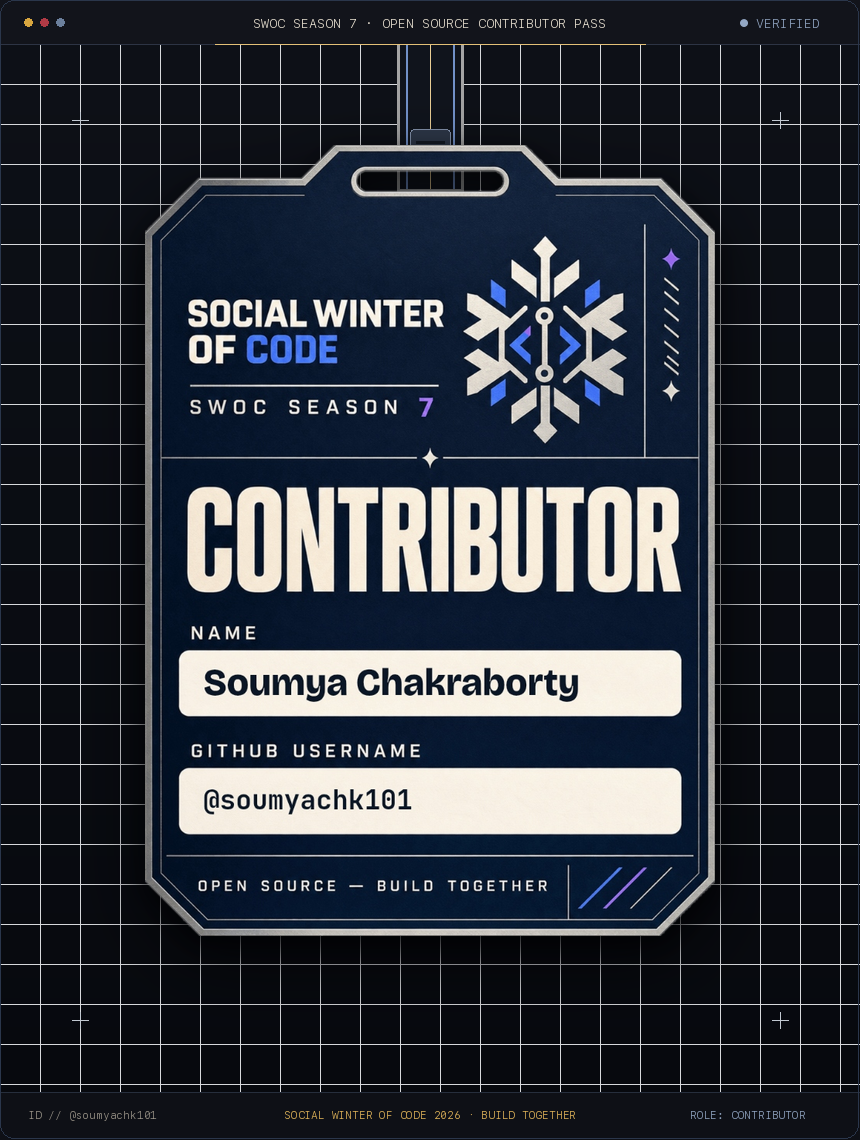 SWOC SEASON 7 · OPEN SOURCE CONTRIBUTOR PASS
VERIFIED
SOCIAL WINTER
OF CODE
SWOC SEASON 7
CONTRIBUTOR
NAME
Soumya Chakraborty
GITHUB USERNAME
@soumyachk101
OPEN SOURCE — BUILD TOGETHER
ID // @soumyachk101
SOCIAL WINTER OF CODE 2026 · BUILD TOGETHER
ROLE: CONTRIBUTOR